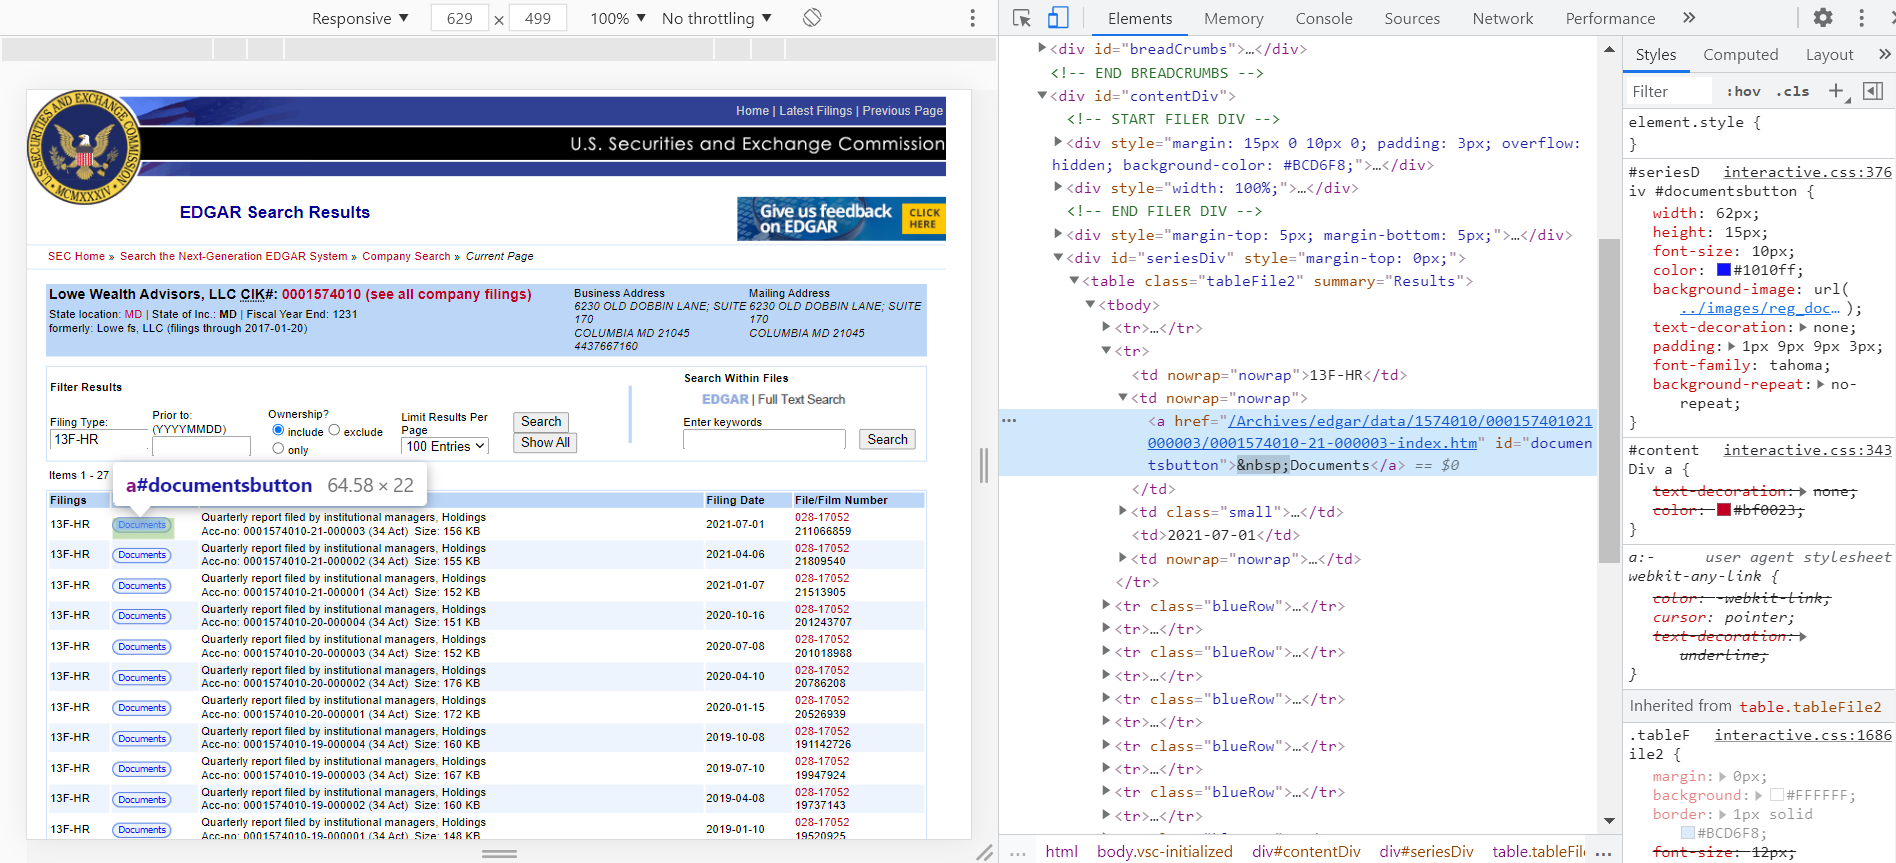 Responsive ▼ 629 × 499 100% ▼ No throttling ▼
Home | Latest Filings | Previous Page
U.S. Securities and Exchange Commission
U.S. SECURITIES AND EXCHANGE COMMISSION
MCMXXXIV
EDGAR Search Results
Give us feedback
on EDGAR
CLICK
HERE
SEC Home » Search the Next-Generation EDGAR System » Company Search » Current Page
Lowe Wealth Advisors, LLC CIK#: 0001574010 (see all company filings)
State location: MD | State of Inc.: MD | Fiscal Year End: 1231
formerly: Lowe fs, LLC (filings through 2017-01-20)
Business Address
6230 OLD DOBBIN LANE; SUITE
170
COLUMBIA MD 21045
4437667160
Mailing Address
6230 OLD DOBBIN LANE; SUITE
170
COLUMBIA MD 21045
Filter Results
Filing Type:
13F-HR
Prior to:
(YYYYMMDD)
Ownership?
include exclude
only
Limit Results Per
Page
100 Entries
Search
Show All
Search Within Files
EDGAR | Full Text Search
Enter keywords
Search
Items 1 - 27
a#documentsbutton 64.58 × 22
Filings Filing Date File/Film Number
13F-HR Documents Quarterly report filed by institutional managers, Holdings 2021-07-01 028-17052
Acc-no: 0001574010-21-000003 (34 Act) Size: 156 KB 211066859
13F-HR Documents Quarterly report filed by institutional managers, Holdings 2021-04-06 028-17052
Acc-no: 0001574010-21-000002 (34 Act) Size: 155 KB 21809540
13F-HR Documents Quarterly report filed by institutional managers, Holdings 2021-01-07 028-17052
Acc-no: 0001574010-21-000001 (34 Act) Size: 152 KB 21513905
13F-HR Documents Quarterly report filed by institutional managers, Holdings 2020-10-16 028-17052
Acc-no: 0001574010-20-000004 (34 Act) Size: 151 KB 201243707
13F-HR Documents Quarterly report filed by institutional managers, Holdings 2020-07-08 028-17052
Acc-no: 0001574010-20-000003 (34 Act) Size: 152 KB 201018988
13F-HR Documents Quarterly report filed by institutional managers, Holdings 2020-04-10 028-17052
Acc-no: 0001574010-20-000002 (34 Act) Size: 176 KB 20786208
13F-HR Documents Quarterly report filed by institutional managers, Holdings 2020-01-15 028-17052
Acc-no: 0001574010-20-000001 (34 Act) Size: 172 KB 20526939
13F-HR Documents Quarterly report filed by institutional managers, Holdings 2019-10-08 028-17052
Acc-no: 0001574010-19-000004 (34 Act) Size: 160 KB 191142726
13F-HR Documents Quarterly report filed by institutional managers, Holdings 2019-07-10 028-17052
Acc-no: 0001574010-19-000003 (34 Act) Size: 167 KB 19947924
13F-HR Documents Quarterly report filed by institutional managers, Holdings 2019-04-08 028-17052
Acc-no: 0001574010-19-000002 (34 Act) Size: 160 KB 19737143
13F-HR Documents Quarterly report filed by institutional managers, Holdings 2019-01-10 028-17052
Acc-no: 0001574010-19-000001 (34 Act) Size: 148 KB 19520925
Elements Memory Console Sources Network Performance »
<div id="breadCrumbs">…</div>
<!-- END BREADCRUMBS -->
<div id="contentDiv">
<!-- START FILER DIV -->
<div style="margin: 15px 0 10px 0; padding: 3px; overflow:
hidden; background-color: #BCD6F8;">…</div>
<div style="width: 100%;">…</div>
<!-- END FILER DIV -->
<div style="margin-top: 5px; margin-bottom: 5px;">…</div>
<div id="seriesDiv" style="margin-top: 0px;">
<table class="tableFile2" summary="Results">
<tbody>
<tr>…</tr>
<tr>
<td nowrap="nowrap">13F-HR</td>
<td nowrap="nowrap">
… <a href="/Archives/edgar/data/1574010/000157401021
000003/0001574010-21-000003-index.htm" id="documen
tsbutton">&nbsp;Documents</a> == $0
</td>
<td class="small">…</td>
<td>2021-07-01</td>
<td nowrap="nowrap">…</td>
</tr>
<tr class="blueRow">…</tr>
<tr>…</tr>
<tr class="blueRow">…</tr>
<tr>…</tr>
<tr class="blueRow">…</tr>
<tr>…</tr>
<tr class="blueRow">…</tr>
<tr>…</tr>
<tr class="blueRow">…</tr>
<tr>…</tr>
… html body.vsc-initialized div#contentDiv div#seriesDiv table.tableFile …
Styles Computed Layout »
Filter :hov .cls +
element.style {
}
#seriesD interactive.css:376
iv #documentsbutton {
width: 62px;
height: 15px;
font-size: 10px;
color: #1010ff;
background-image: url(
../images/reg_doc… );
text-decoration: none;
padding: 1px 9px 9px 3px;
font-family: tahoma;
background-repeat: no-
repeat;
}
#content interactive.css:343
Div a {
text-decoration: none;
color: #bf0023;
}
a:- user agent stylesheet
webkit-any-link {
color: -webkit-link;
cursor: pointer;
text-decoration:
underline;
}
Inherited from table.tableFile2
.tableF interactive.css:1686
ile2 {
margin: 0px;
background: #FFFFFF;
border: 1px solid
#BCD6F8;
font-size: 12px;